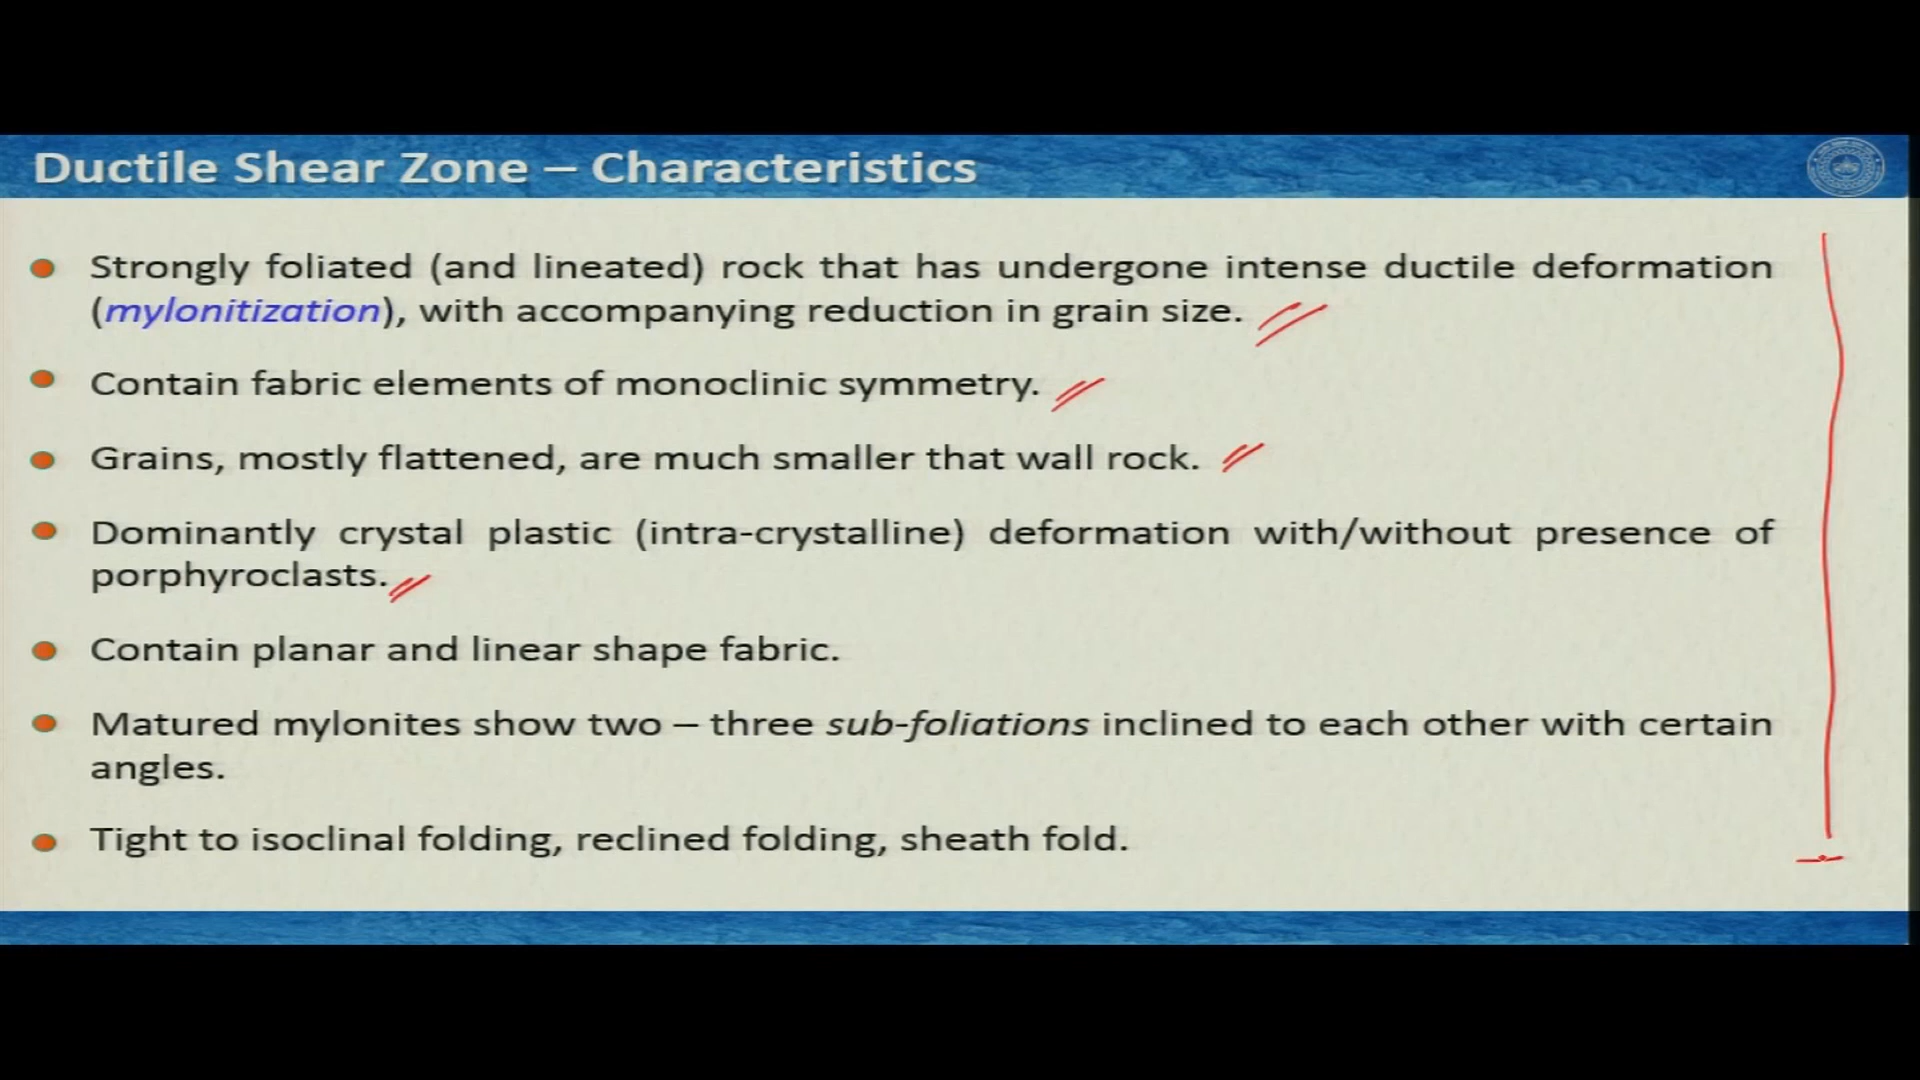 Ductile Shear Zone – Characteristics
Strongly foliated (and lineated) rock that has undergone intense ductile deformation
(mylonitization), with accompanying reduction in grain size.
Contain fabric elements of monoclinic symmetry.
Grains, mostly flattened, are much smaller that wall rock.
Dominantly crystal plastic (intra-crystalline) deformation with/without presence of
porphyroclasts.
Contain planar and linear shape fabric.
Matured mylonites show two – three sub-foliations inclined to each other with certain
angles.
Tight to isoclinal folding, reclined folding, sheath fold.